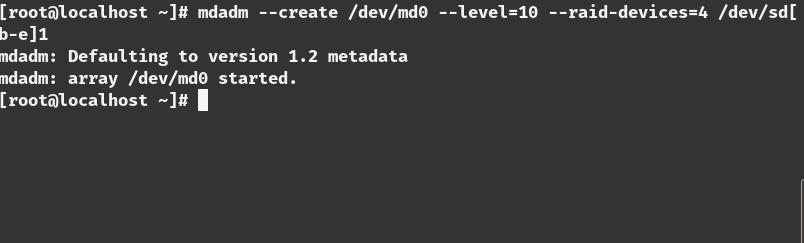 [root@localhost ~]# mdadm --create /dev/md0 --level=10 --raid-devices=4 /dev/sd[
b-e]1
mdadm: Defaulting to version 1.2 metadata
mdadm: array /dev/md0 started.
[root@localhost ~]#